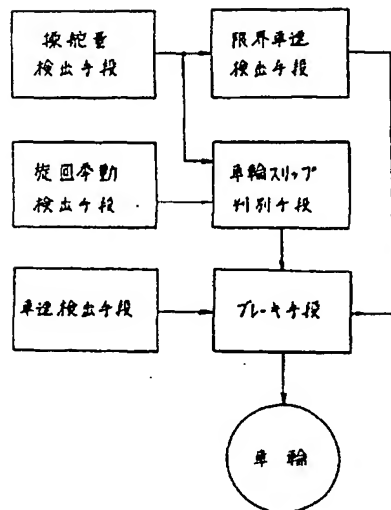 操舵量
検出手段
限界車速
検出手段
旋回挙動
検出手段
車輪スリップ
判別手段
車速検出手段
ブレーキ手段
車輪